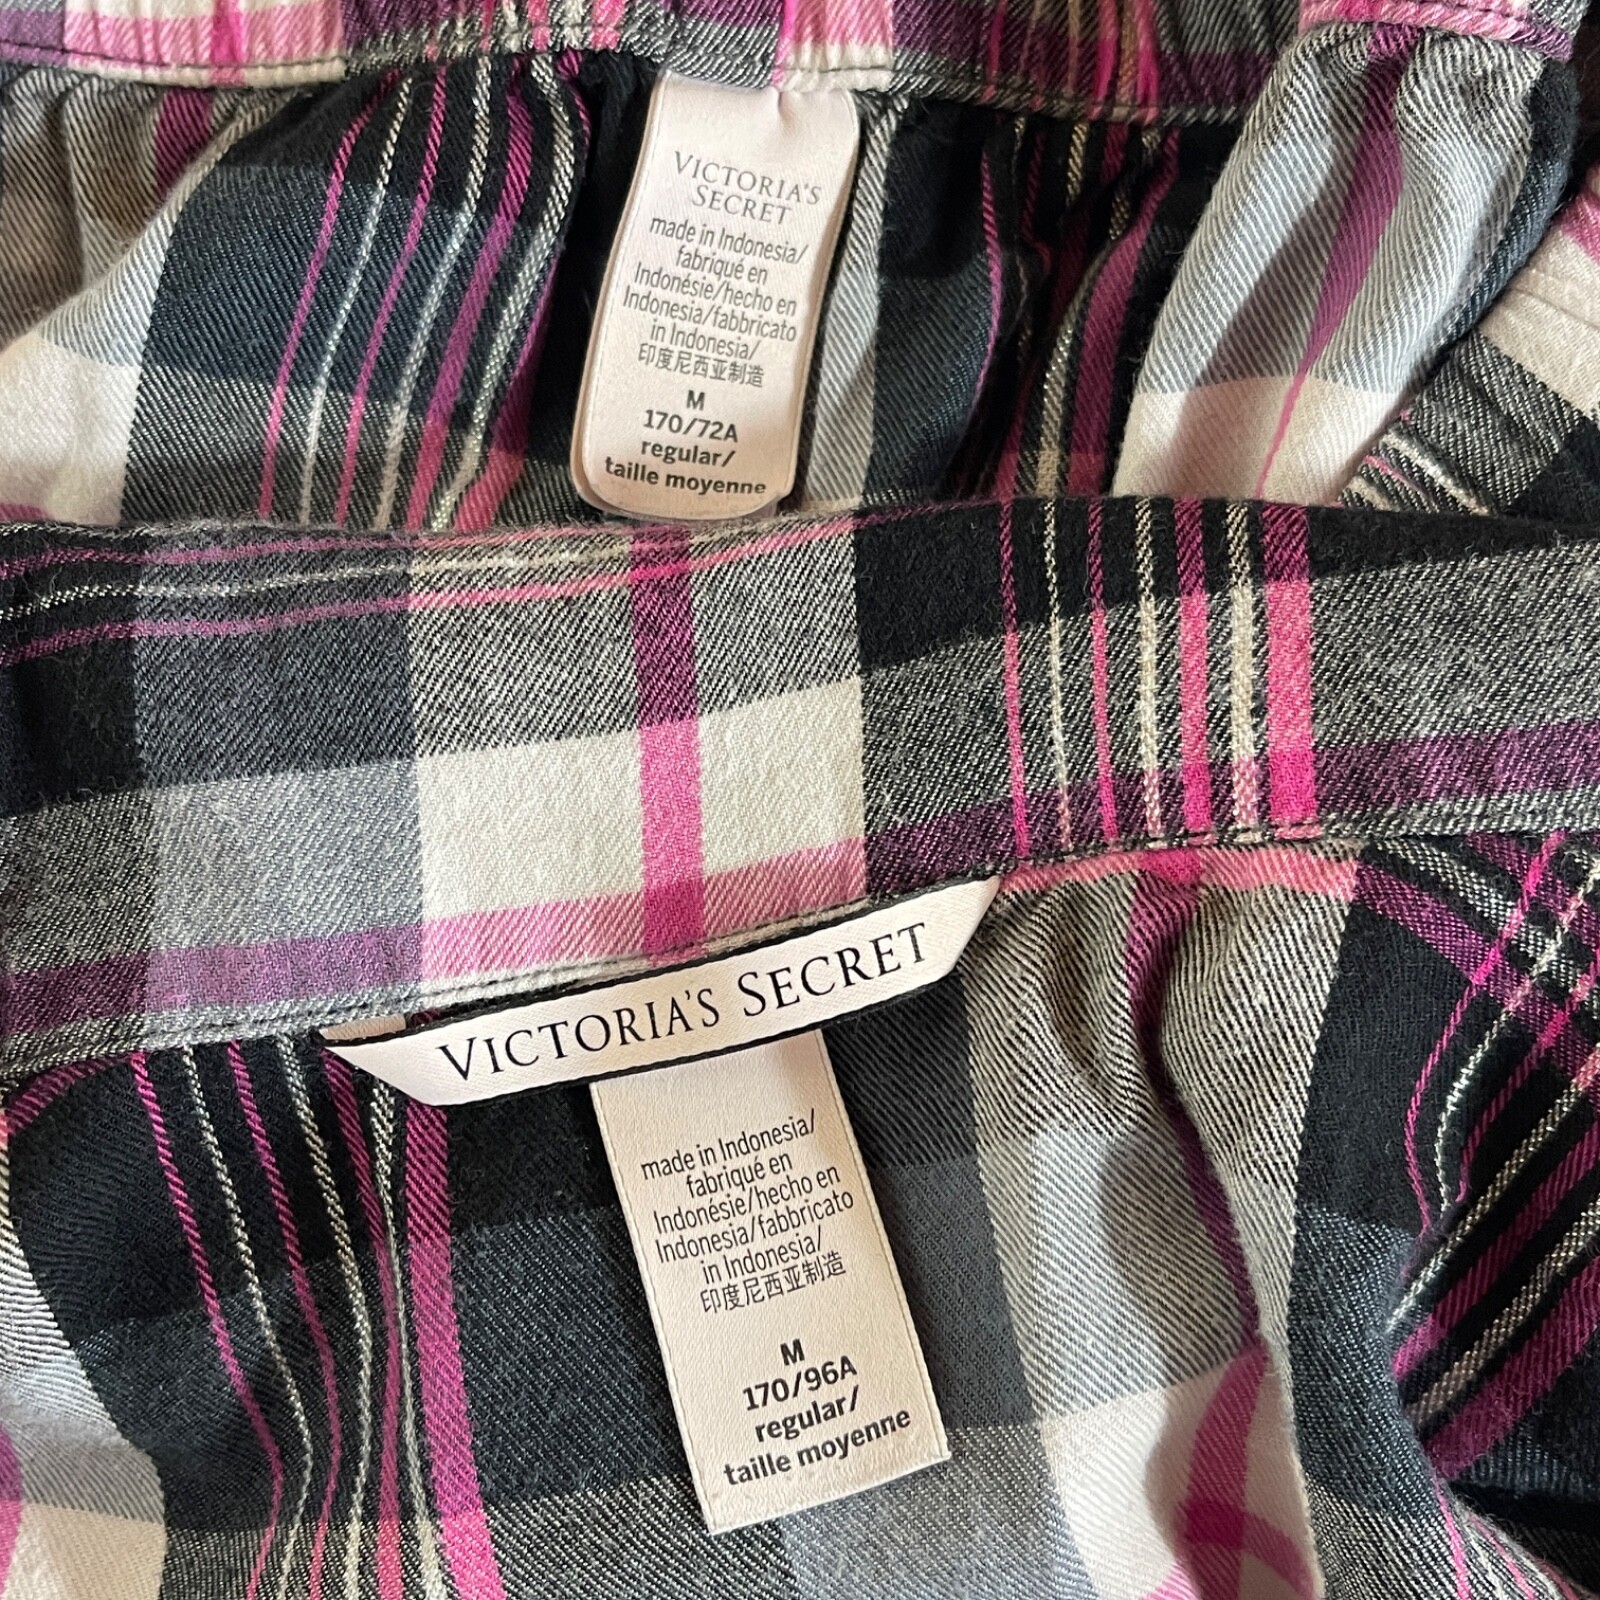 VICTORIA'S
SECRET
made in Indonesia/
fabriqué en
Indonésie/hecho en
Indonesia/fabbricato
in Indonesia/
印度尼西亚制造
M
170/72A
regular/
taille moyenne
VICTORIA'S SECRET
made in Indonesia/
fabriqué en
Indonésie/hecho en
Indonesia/fabbricato
in Indonesia/
印度尼西亚制造
M
170/96A
regular/
taille moyenne